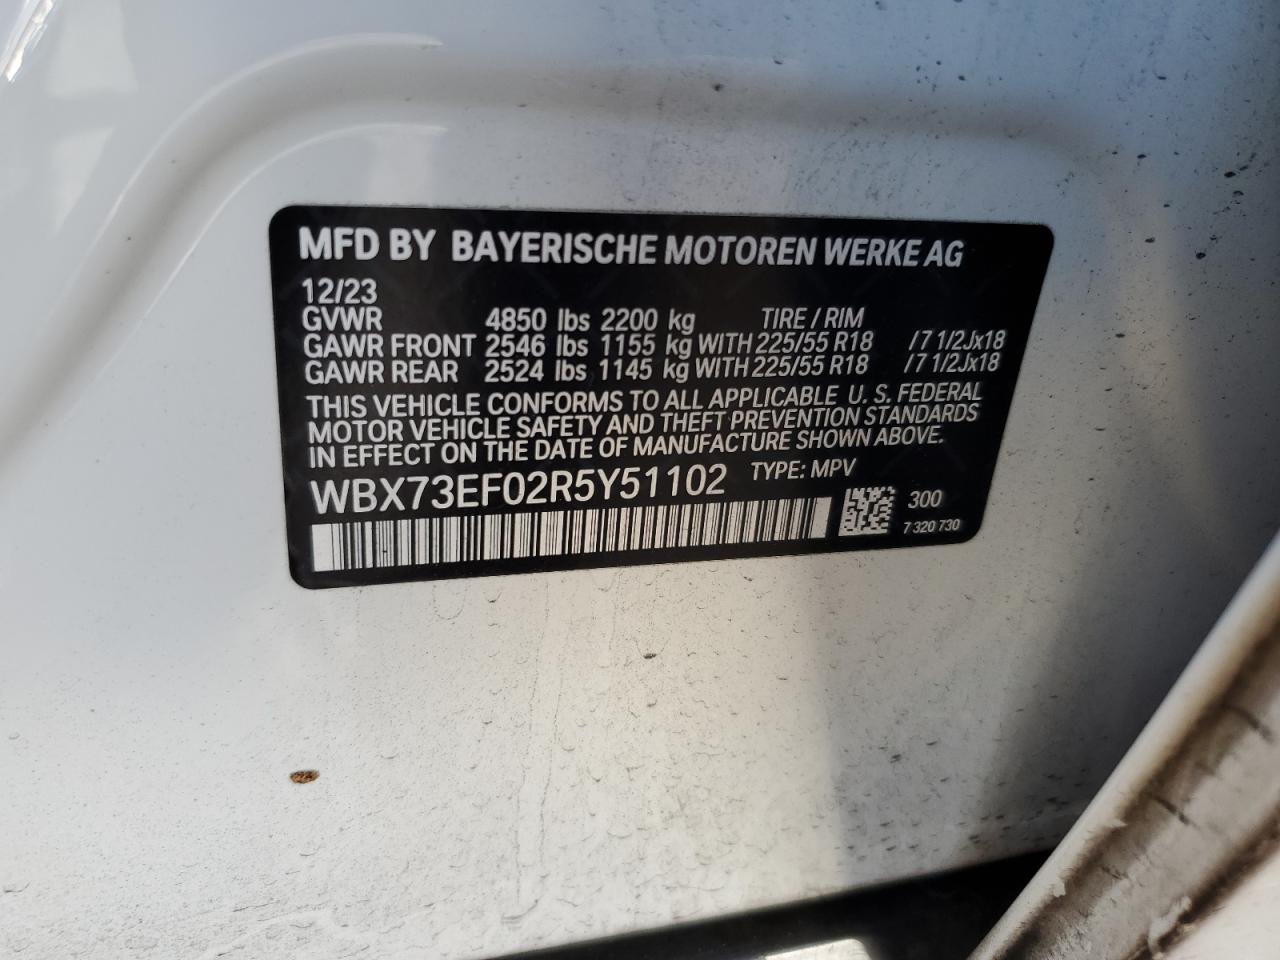 MFD BY BAYERISCHE MOTOREN WERKE AG
12/23
GVWR 4850 lbs 2200 kg TIRE / RIM
GAWR FRONT 2546 lbs 1155 kg WITH 225/55 R18 /7 1/2Jx18
GAWR REAR 2524 lbs 1145 kg WITH 225/55 R18 /7 1/2Jx18
THIS VEHICLE CONFORMS TO ALL APPLICABLE U. S. FEDERAL
MOTOR VEHICLE SAFETY AND THEFT PREVENTION STANDARDS
IN EFFECT ON THE DATE OF MANUFACTURE SHOWN ABOVE.
WBX73EF02R5Y51102 TYPE: MPV
300
7 320 730